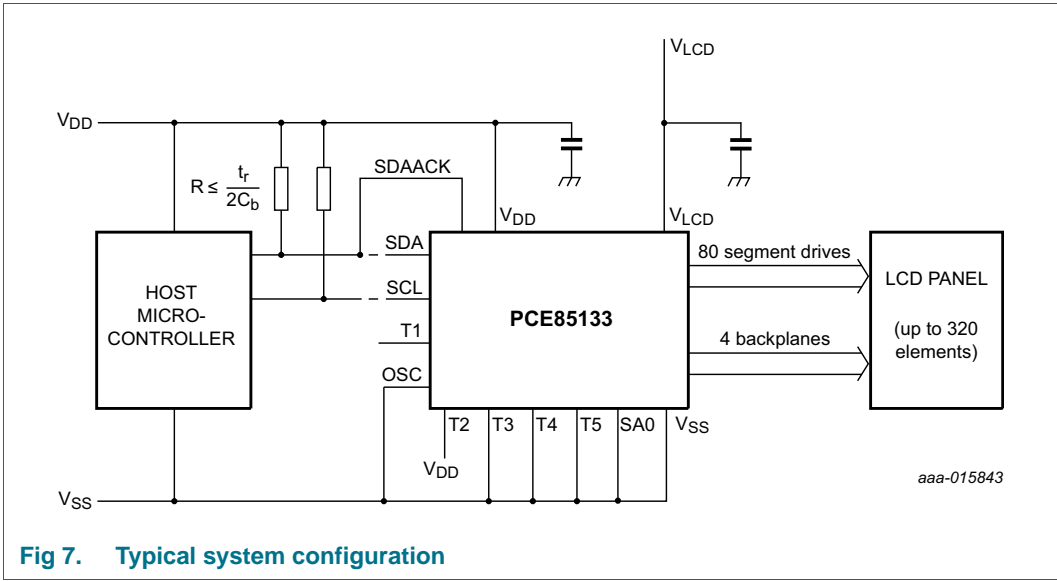 VLCD
VDD
SDAACK
R ≤ tr/2Cb
VDD
VLCD
SDA
80 segment drives
HOST
MICRO-
CONTROLLER
SCL
PCE85133
LCD PANEL
(up to 320
elements)
T1
4 backplanes
OSC
T2
T3
T4
T5
SA0
VSS
VDD
VSS
aaa-015843
Fig 7. Typical system configuration